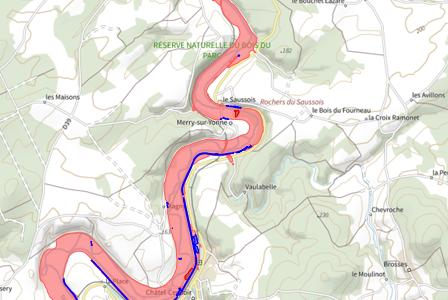 le Bouchet Lazare
200
RÉSERVE NATURELLE DU BOIS DU
PARC
182
les Maisons
le Saussois
Rochers du Saussois
les Avillons
le Bois du Fourneau
la Croix Ramonet
Merry-sur-Yonne
D39
Vaulabelle
Chevroche
230
Brosses
le Moulinot
Châtel Censoir